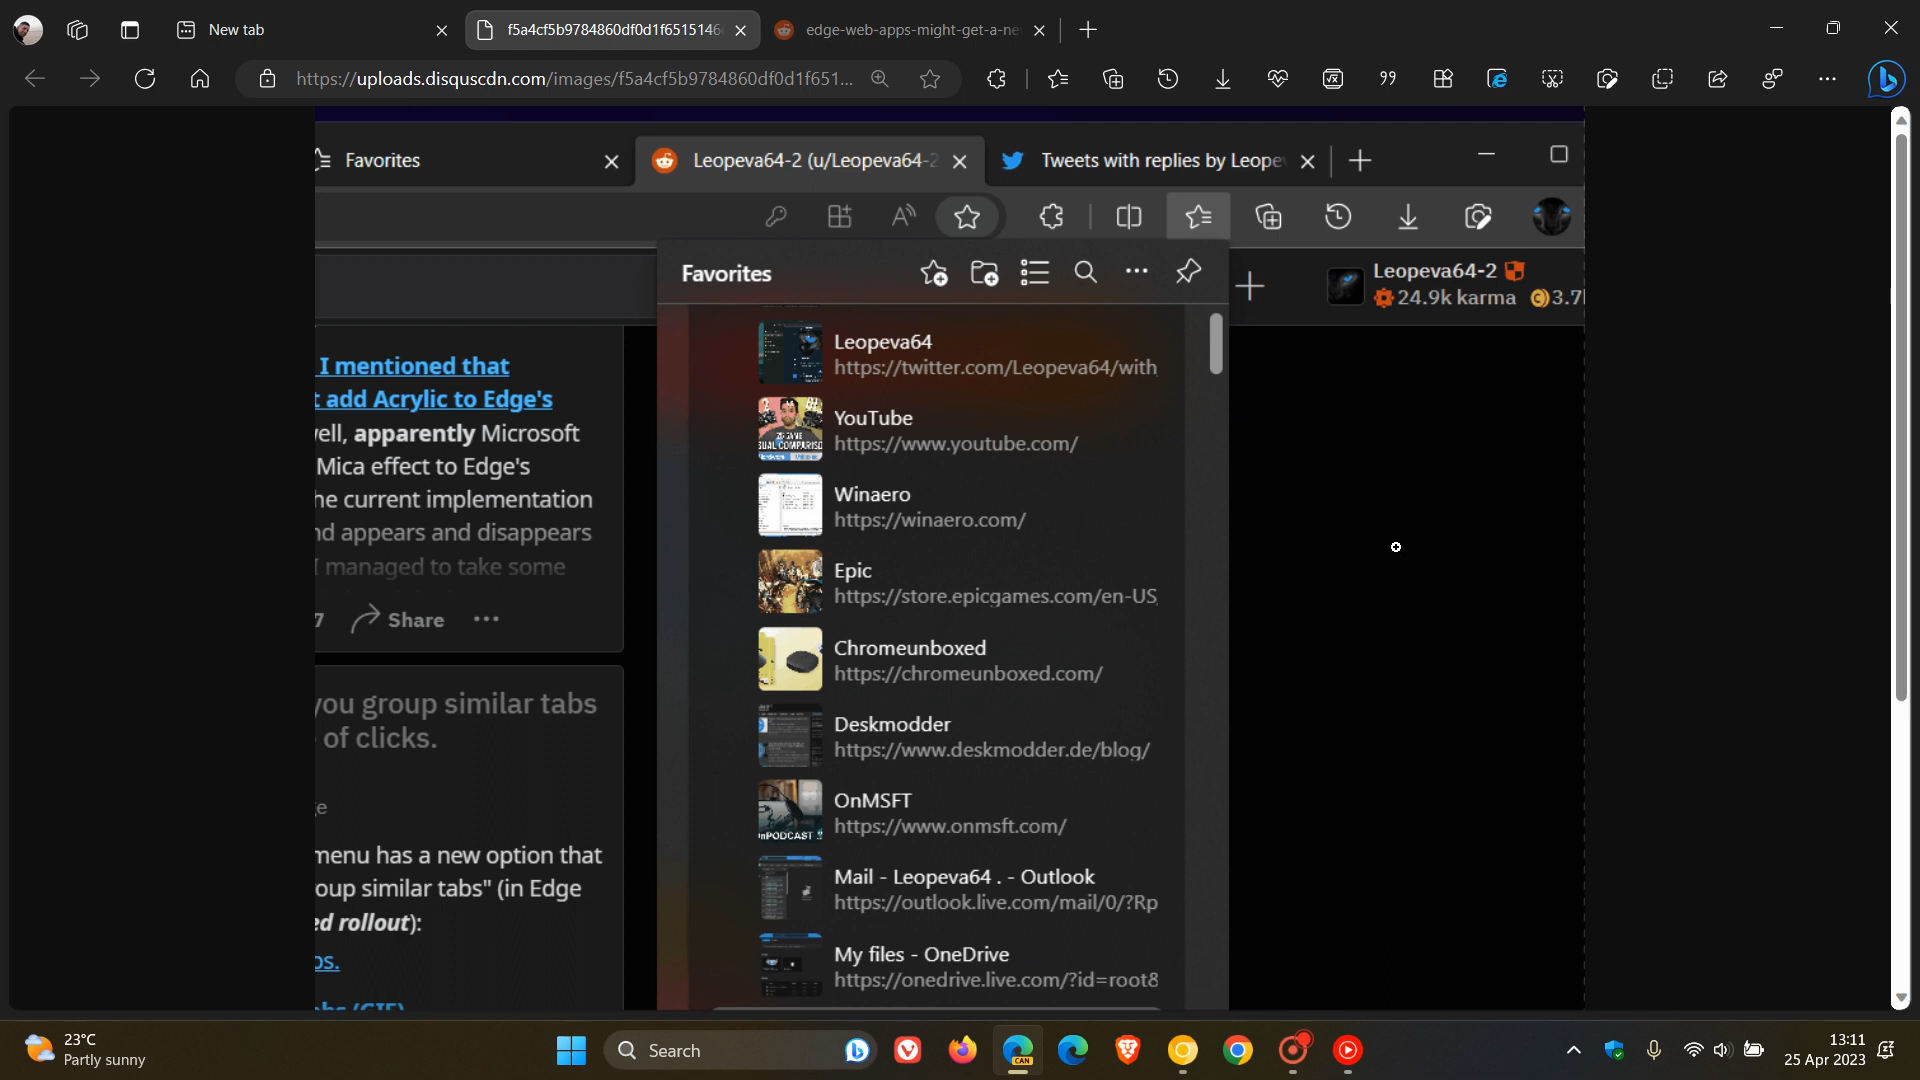 New tab
f5a4cf5b9784860df0d1f6515146
edge-web-apps-might-get-a-ne
https://uploads.disquscdn.com/images/f5a4cf5b9784860df0d1f651...
Favorites
Leopeva64-2 (u/Leopeva64-2
Tweets with replies by Leope
Favorites
Leopeva64-2
24.9k karma
3.7
I mentioned that
add Acrylic to Edge's
apparently Microsoft
Mica effect to Edge's
he current implementation
nd appears and disappears
I managed to take some
7
Share
you group similar tabs
of clicks.
menu has a new option that
oup similar tabs" (in Edge
ed rollout):
Leopeva64
https://twitter.com/Leopeva64/with
YouTube
https://www.youtube.com/
Winaero
https://winaero.com/
Epic
https://store.epicgames.com/en-US
Chromeunboxed
https://chromeunboxed.com/
Deskmodder
https://www.deskmodder.de/blog/
OnMSFT
https://www.onmsft.com/
Mail - Leopeva64 . - Outlook
https://outlook.live.com/mail/0/?Rp
My files - OneDrive
https://onedrive.live.com/?id=root&
23°C
Partly sunny
Search
CAN
13:11
25 Apr 2023